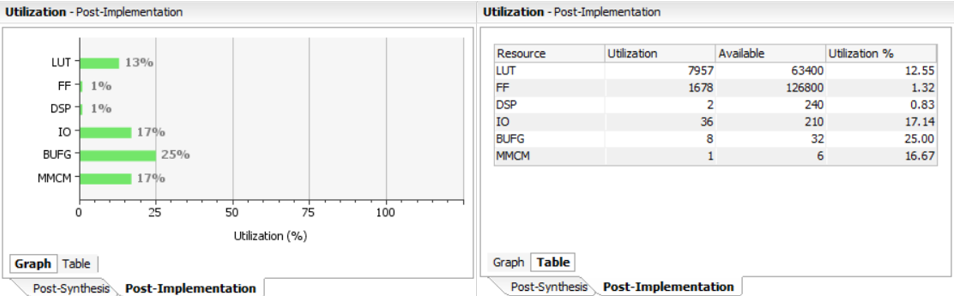 Utilization - Post-Implementation
LUT 13%
FF 1%
DSP 1%
IO 17%
BUFG 25%
MMCM 17%
0 25 50 75 100
Utilization (%)
Graph Table
Post-Synthesis Post-Implementation
Utilization - Post-Implementation
Resource Utilization Available Utilization %
LUT 7957 63400 12.55
FF 1678 126800 1.32
DSP 2 240 0.83
IO 36 210 17.14
BUFG 8 32 25.00
MMCM 1 6 16.67
Graph Table
Post-Synthesis Post-Implementation